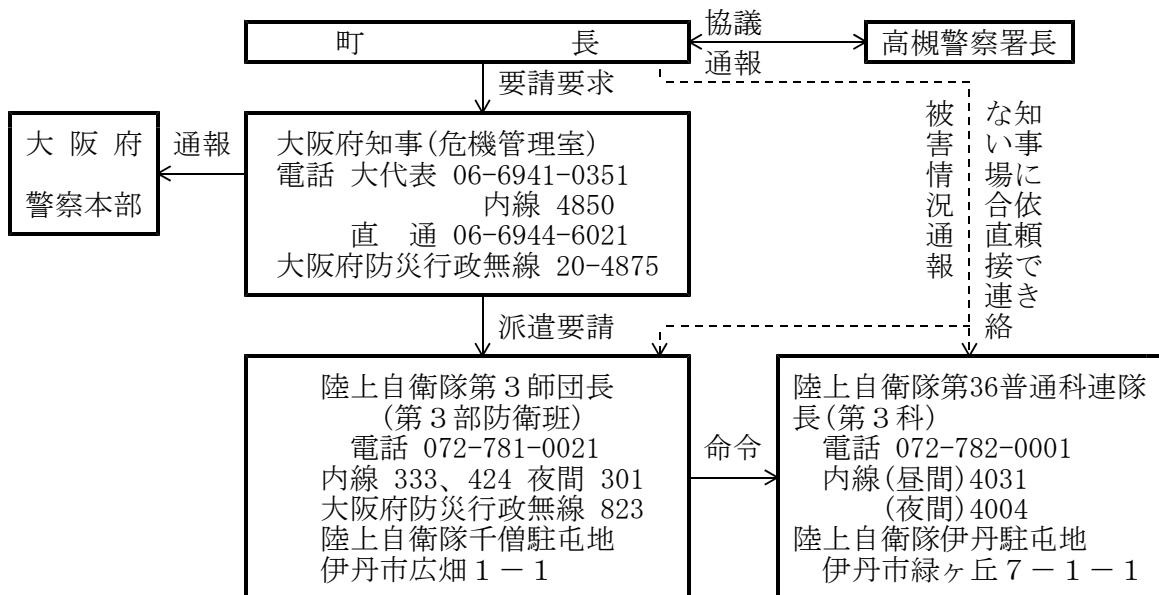 町 長
協議
通報
高槻警察署長
要請要求
大 阪 府
警察本部
通報
大阪府知事(危機管理室)
電話 大代表 06-6941-0351
内線 4850
直 通 06-6944-6021
大阪府防災行政無線 20-4875
被害情況通報
知事に依頼できない場合直接連絡
派遣要請
陸上自衛隊第3師団長
(第3部防衛班)
電話 072-781-0021
内線 333、424 夜間 301
大阪府防災行政無線 823
陸上自衛隊千僧駐屯地
伊丹市広畑1-1
命令
陸上自衛隊第36普通科連隊
長(第3科)
電話 072-782-0001
内線(昼間)4031
(夜間)4004
陸上自衛隊伊丹駐屯地
伊丹市緑ヶ丘7-1-1